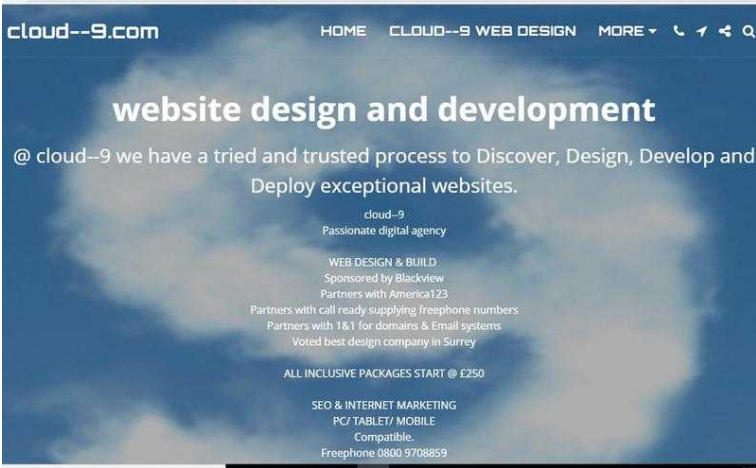 cloud--9.com
HOME CLOUD--9 WEB DESIGN MORE
website design and development
@ cloud--9 we have a tried and trusted process to Discover, Design, Develop and
Deploy exceptional websites.
cloud--9
Passionate digital agency
WEB DESIGN & BUILD
Sponsored by Blackview
Partners with America123
Partners with call ready supplying freephone numbers
Partners with 1&1 for domains & Email systems
Voted best design company in Surrey
ALL INCLUSIVE PACKAGES START @ £250
SEO & INTERNET MARKETING
PC/ TABLET/ MOBILE
Compatible.
Freephone 0800 9708859